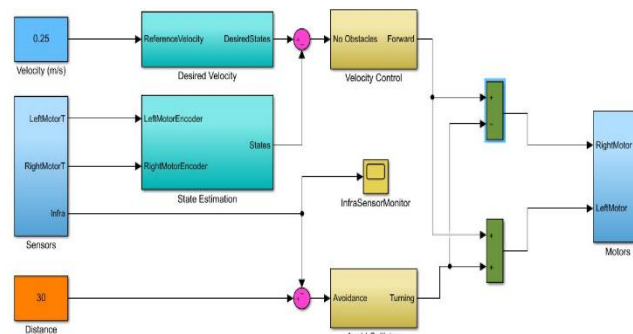 0.25
Velocity (m/s)
ReferenceVelocity DesiredStates
Desired Velocity
No Obstacles Forward
Velocity Control
LeftMotorT
RightMotorT
Infra
Sensors
LeftMotorEncoder
States
RightMotorEncoder
State Estimation
InfraSensorMonitor
+
−
+
+
RightMotor
LeftMotor
Motors
30
Distance
Avoidance Turning